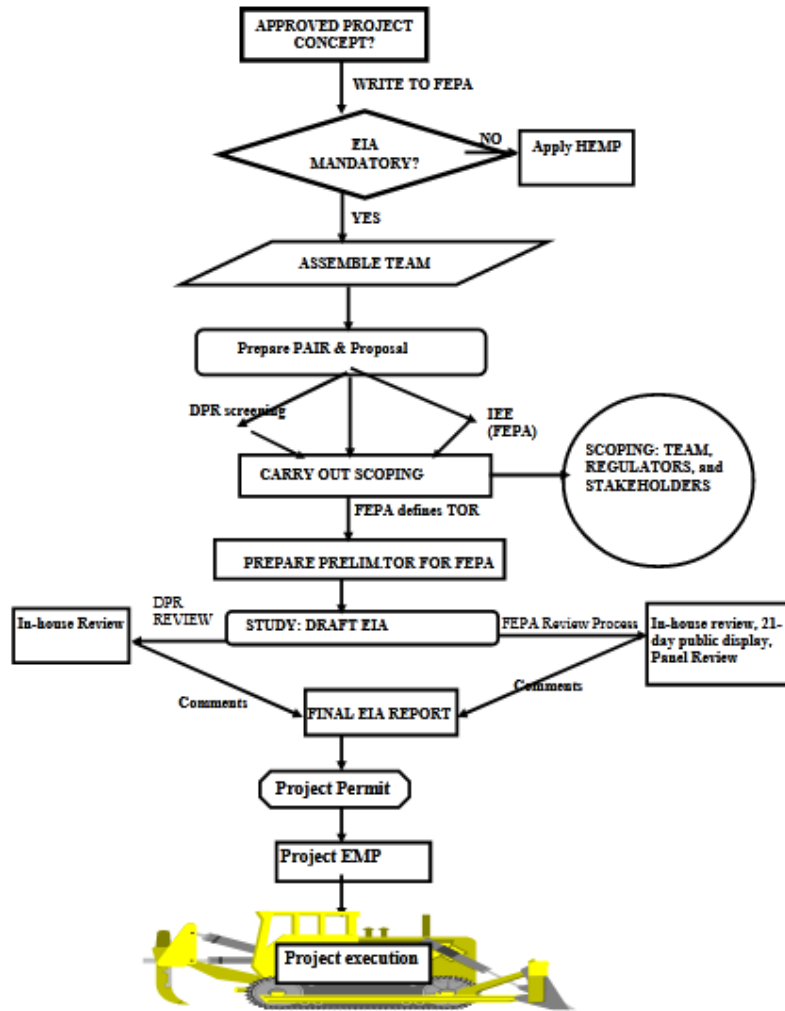 APPROVED PROJECT
CONCEPT?
WRITE TO FEPA
EIA
MANDATORY?
NO
Apply HEMP
YES
ASSEMBLE TEAM
Prepare PAIR & Proposal
DPR screening
IEE
(FEPA)
CARRY OUT SCOPING
SCOPING: TEAM,
REGULATORS, and
STAKEHOLDERS
FEPA defines TOR
PREPARE PRELIM.TOR FOR FEPA
DPR
REVIEW
In-house Review
STUDY: DRAFT EIA
FEPA Review Process
In-house review, 21-
day public display,
Panel Review
Comments
Comments
FINAL EIA REPORT
Project Permit
Project EMP
Project execution